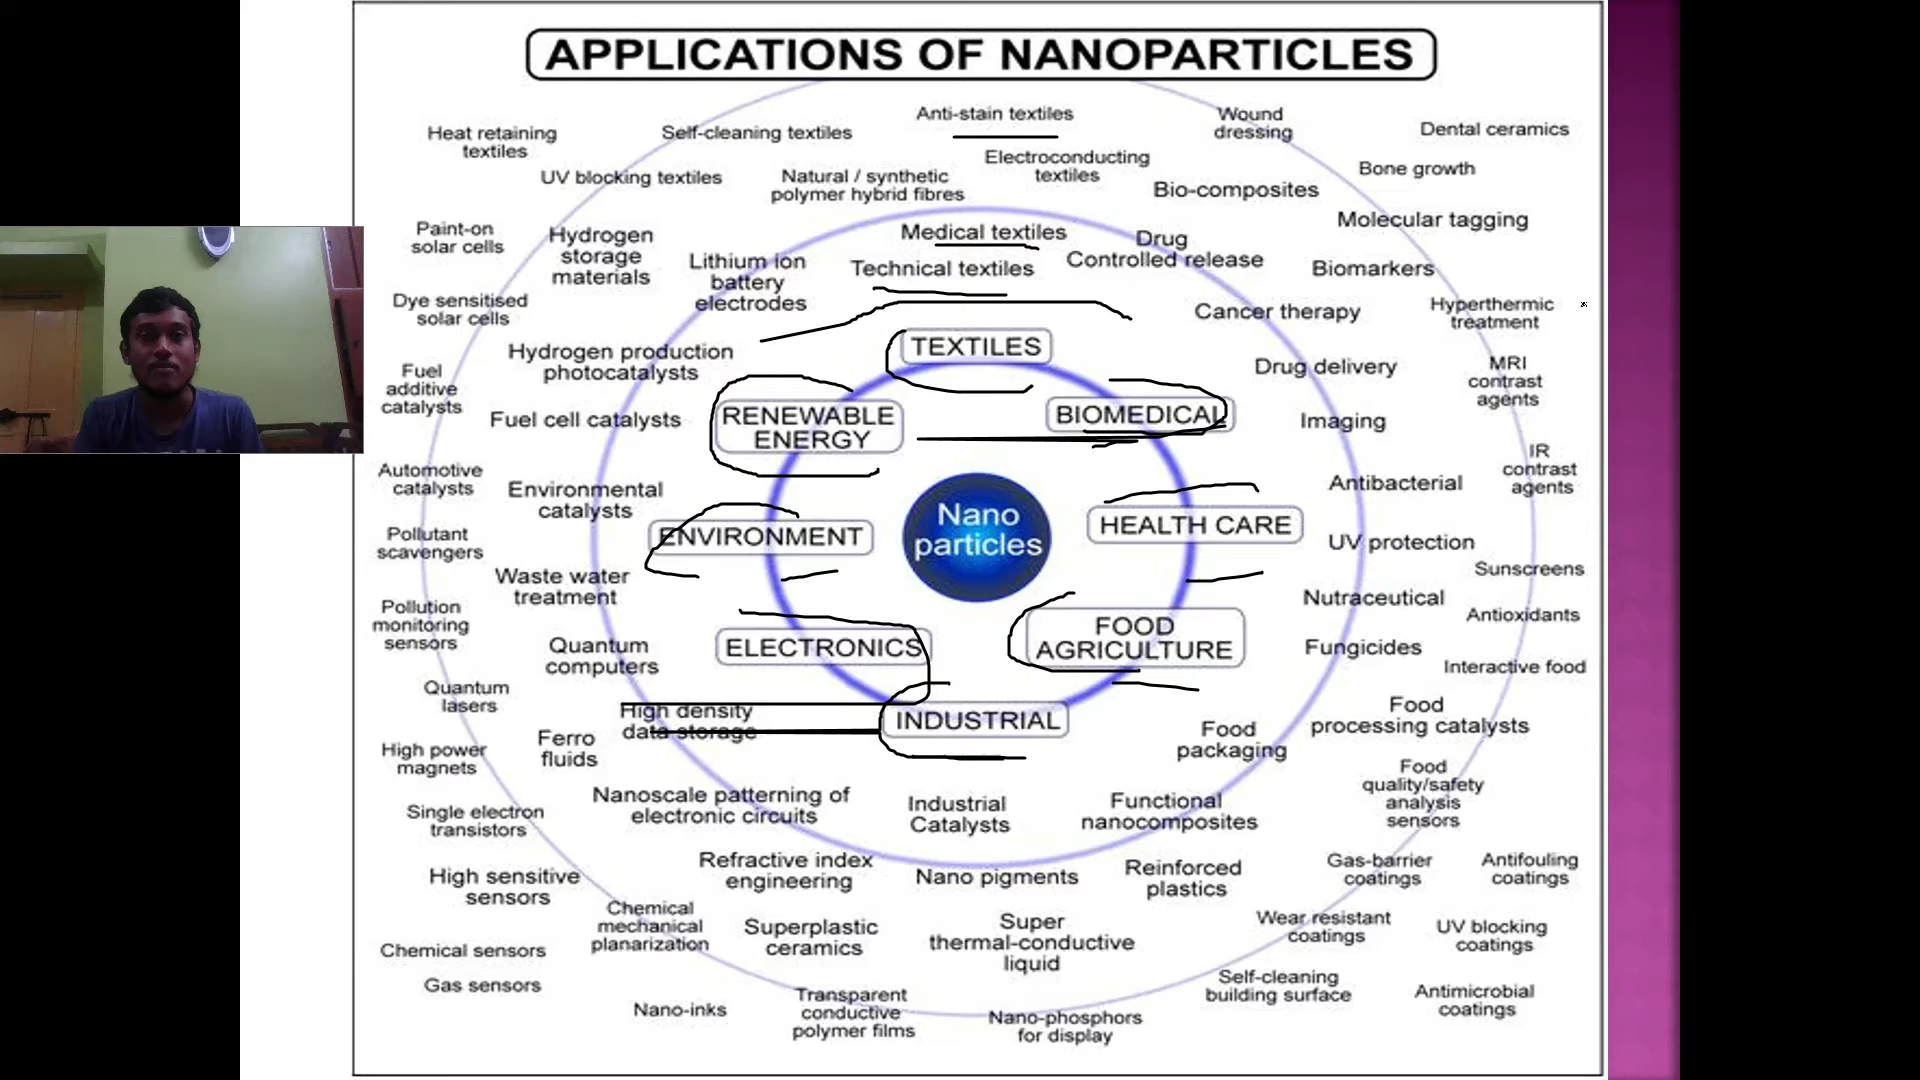 APPLICATIONS OF NANOPARTICLES
Heat retaining
textiles
Self-cleaning textiles
Anti-stain textiles
Wound
dressing
Dental ceramics
UV blocking textiles
Natural / synthetic
polymer hybrid fibres
Electroconducting
textiles
Bio-composites
Bone growth
Molecular tagging
Paint-on
solar cells
Hydrogen
storage
materials
Lithium ion
battery
electrodes
Medical textiles
Technical textiles
Drug
Controlled release
Biomarkers
Dye sensitised
solar cells
Cancer therapy
Hyperthermic
treatment
Hydrogen production
photocatalysts
TEXTILES
Drug delivery
MRI
contrast
agents
Fuel
additive
catalysts
Fuel cell catalysts
RENEWABLE
ENERGY
BIOMEDICAL
Imaging
IR
contrast
agents
Automotive
catalysts
Environmental
catalysts
Antibacterial
Pollutant
scavengers
ENVIRONMENT
Nano
particles
HEALTH CARE
UV protection
Sunscreens
Waste water
treatment
Nutraceutical
Antioxidants
Pollution
monitoring
sensors
Quantum
computers
ELECTRONICS
FOOD
AGRICULTURE
Fungicides
Interactive food
Quantum
lasers
High density
data storage
INDUSTRIAL
Food
processing catalysts
High power
magnets
Ferro
fluids
Food
packaging
Food
quality/safety
analysis
sensors
Single electron
transistors
Nanoscale patterning of
electronic circuits
Industrial
Catalysts
Functional
nanocomposites
High sensitive
sensors
Refractive index
engineering
Nano pigments
Reinforced
plastics
Gas-barrier
coatings
Antifouling
coatings
Chemical
mechanical
planarization
Superplastic
ceramics
Super
thermal-conductive
liquid
Wear resistant
coatings
UV blocking
coatings
Chemical sensors
Gas sensors
Nano-inks
Transparent
conductive
polymer films
Nano-phosphors
for display
Self-cleaning
building surface
Antimicrobial
coatings